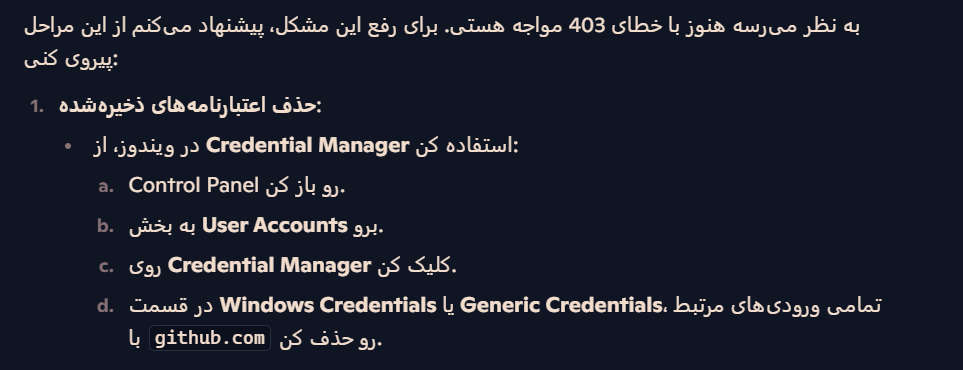 به نظر می‌رسه هنوز با خطای 403 مواجه هستی. برای رفع این مشکل، پیشنهاد می‌کنم از این مراحل
پیروی کنی:
1. حذف اعتبارنامه‌های ذخیره‌شده:
• در ویندوز، از Credential Manager استفاده کن:
a. Control Panel رو باز کن.
b. به بخش User Accounts برو.
c. روی Credential Manager کلیک کن.
d. در قسمت Windows Credentials یا Generic Credentials، تمامی ورودی‌های مرتبط
با github.com رو حذف کن.